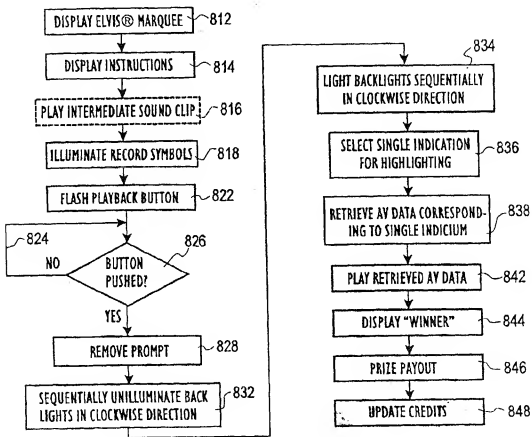 DISPLAY ELVIS® MARQUEE
812
DISPLAY INSTRUCTIONS
814
PLAY INTERMEDIATE SOUND CLIP
816
ILLUMINATE RECORD SYMBOLS
818
FLASH PLAYBACK BUTTON
822
824
826
NO
BUTTON
PUSHED?
YES
REMOVE PROMPT
828
SEQUENTIALLY UNILLUMINATE BACK
LIGHTS IN CLOCKWISE DIRECTION
832
834
LIGHT BACKLIGHTS SEQUENTIALLY
IN CLOCKWISE DIRECTION
SELECT SINGLE INDICATION
FOR HIGHLIGHTING
836
RETRIEVE AV DATA CORRESPOND-
ING TO SINGLE INDICIUM
838
PLAY RETRIEVED AV DATA
842
DISPLAY "WINNER"
844
PRIZE PAYOUT
846
UPDATE CREDITS
848